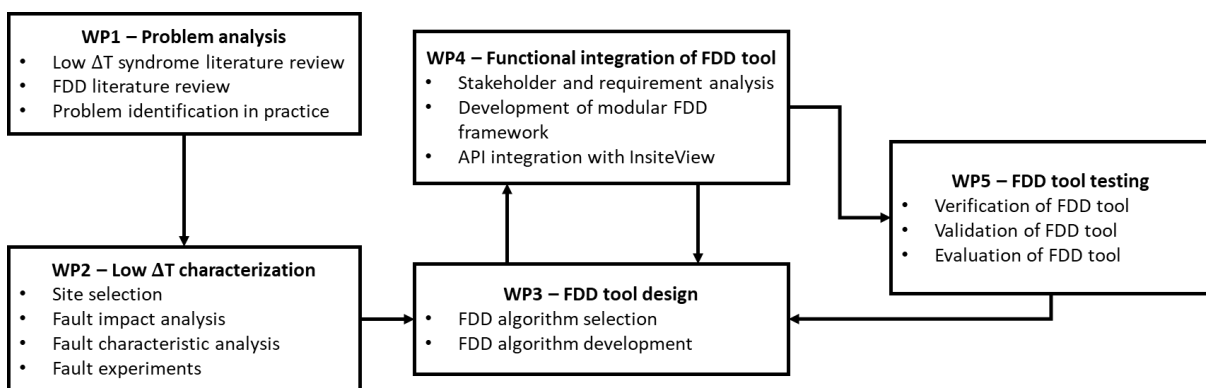 WP1 – Problem analysis
• Low ΔT syndrome literature review
• FDD literature review
• Problem identification in practice
WP2 – Low ΔT characterization
• Site selection
• Fault impact analysis
• Fault characteristic analysis
• Fault experiments
WP4 – Functional integration of FDD tool
• Stakeholder and requirement analysis
• Development of modular FDD
framework
• API integration with InsiteView
WP3 – FDD tool design
• FDD algorithm selection
• FDD algorithm development
WP5 – FDD tool testing
• Verification of FDD tool
• Validation of FDD tool
• Evaluation of FDD tool